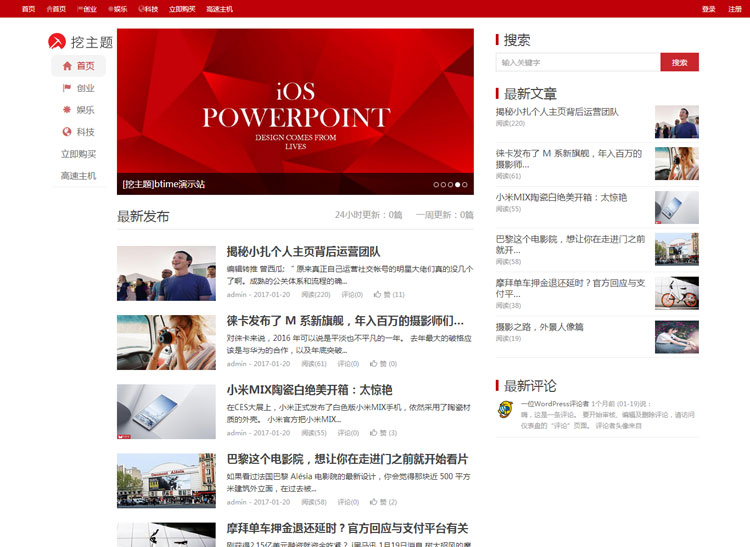 首页 首页 创业 娱乐 科技 立即购买 高速主机 登录 注册
挖主题
首页
创业
娱乐
科技
立即购买
高速主机
iOS
POWERPOINT
DESIGN COMES FROM
LIVES
[挖主题]btime演示站
最新发布 24小时更新：0篇 一周更新：0篇
揭秘小扎个人主页背后运营团队
编辑转推 曾西瓜: ＂原来真正自己运营社交帐号的明星大佬们真的没几个
了啊。成熟的公关体系和流程的确...
admin - 2017-01-20 阅读(220) 评论(0) 赞 (11)
徕卡发布了 M 系新旗舰，年入百万的摄影师们...
对徕卡来说，2016 年可以说是平淡也不平凡的一年。 去年最大的破格应
该是与华为的合作，以及年底突破...
admin - 2017-01-20 阅读(61) 评论(0) 赞 (0)
小米MIX陶瓷白绝美开箱：太惊艳
在CES大展上，小米正式发布了白色版小米MIX手机，依然采用了陶瓷材
质的外壳。 小米官方把小米MIX...
admin - 2017-01-20 阅读(55) 评论(0) 赞 (3)
巴黎这个电影院，想让你在走进门之前就开始看片
如果看过法国巴黎 Alésia 电影院的最新设计，你会觉得那块近 500 平方
米建筑外立面，在过去被...
admin - 2017-01-20 阅读(58) 评论(0) 赞 (2)
摩拜单车押金退还延时？官方回应与支付平台有关
搜索
输入关键字 搜索
最新文章
揭秘小扎个人主页背后运营团队
阅读(220)
徕卡发布了 M 系新旗舰，年入百万的
摄影师...
阅读(61)
小米MIX陶瓷白绝美开箱：太惊艳
阅读(55)
巴黎这个电影院，想让你在走进门之前
就开...
阅读(58)
摩拜单车押金退还延时？官方回应与支
付平...
阅读(38)
摄影之路，外景人像篇
阅读(19)
最新评论
一位WordPress评论者 1个月前 (01-19)说：
嗨，这是一条评论。 要开始审核、编辑及删除评论，请访问
仪表盘的“评论”页面。 评论者头像来自